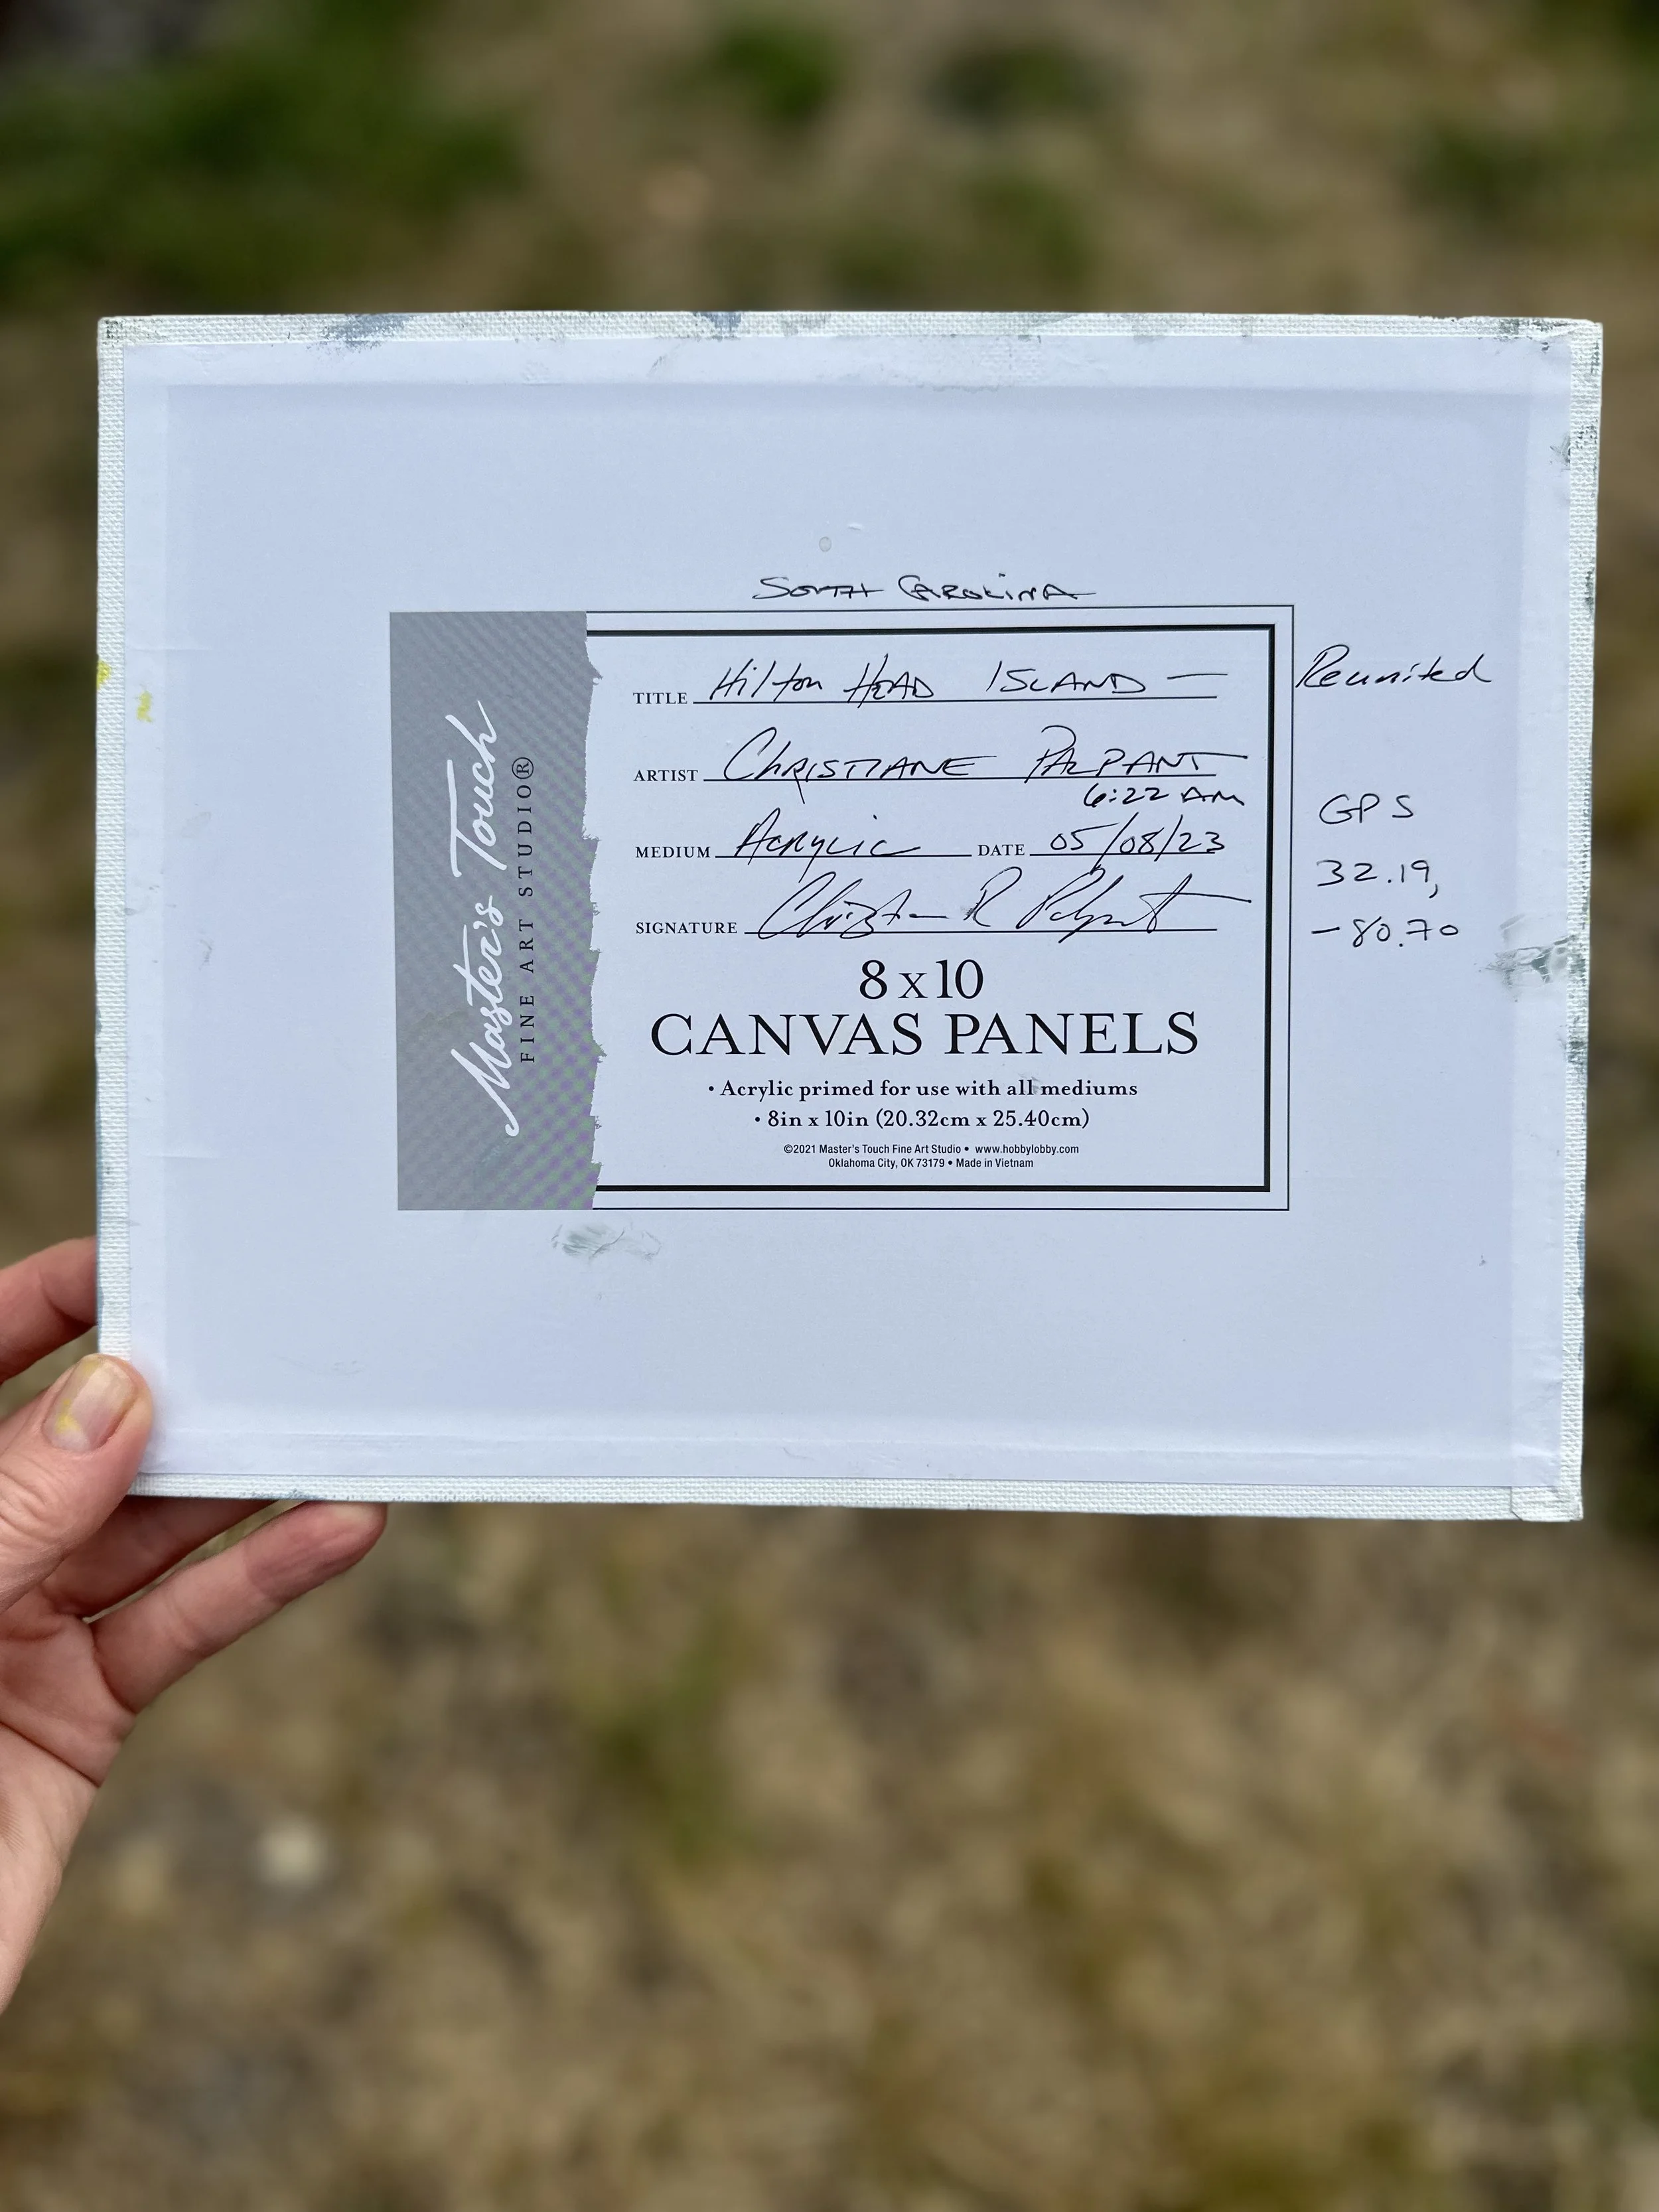 South Carolina
TITLE Hilton Head Island — Reunited
ARTIST Christiane Palpant
6:22 AM
MEDIUM Acrylic DATE 05/08/23
SIGNATURE Christiane R Palpant
GPS
32.19,
-80.70
Master's Touch
FINE ART STUDIO®
8 x 10
CANVAS PANELS
• Acrylic primed for use with all mediums
• 8in x 10in (20.32cm x 25.40cm)
©2021 Master's Touch Fine Art Studio • www.hobbylobby.com
Oklahoma City, OK 73179 • Made in Vietnam